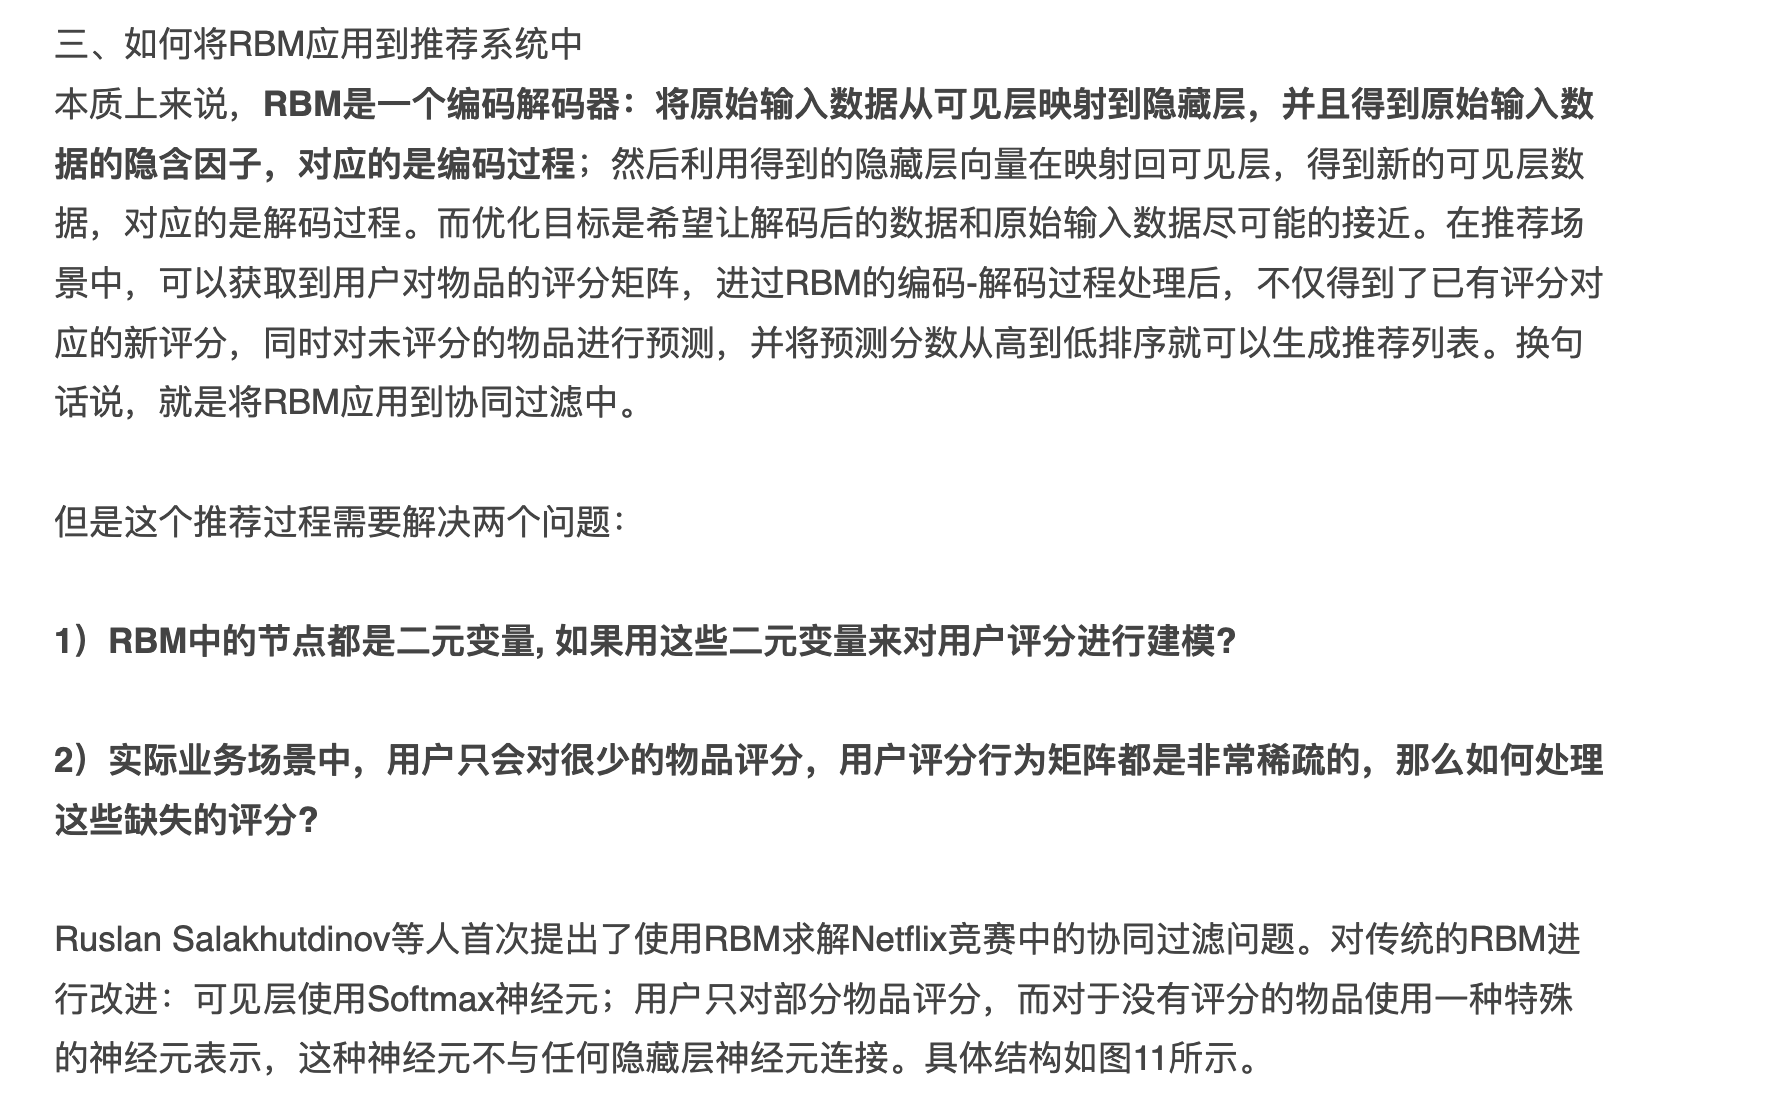 三、如何将RBM应用到推荐系统中
本质上来说，RBM是一个编码解码器：将原始输入数据从可见层映射到隐藏层，并且得到原始输入数
据的隐含因子，对应的是编码过程；然后利用得到的隐藏层向量在映射回可见层，得到新的可见层数
据，对应的是解码过程。而优化目标是希望让解码后的数据和原始输入数据尽可能的接近。在推荐场
景中，可以获取到用户对物品的评分矩阵，进过RBM的编码-解码过程处理后，不仅得到了已有评分对
应的新评分，同时对未评分的物品进行预测，并将预测分数从高到低排序就可以生成推荐列表。换句
话说，就是将RBM应用到协同过滤中。
但是这个推荐过程需要解决两个问题：
1）RBM中的节点都是二元变量, 如果用这些二元变量来对用户评分进行建模?
2）实际业务场景中，用户只会对很少的物品评分，用户评分行为矩阵都是非常稀疏的，那么如何处理
这些缺失的评分?
Ruslan Salakhutdinov等人首次提出了使用RBM求解Netflix竞赛中的协同过滤问题。对传统的RBM进
行改进：可见层使用Softmax神经元；用户只对部分物品评分，而对于没有评分的物品使用一种特殊
的神经元表示，这种神经元不与任何隐藏层神经元连接。具体结构如图11所示。